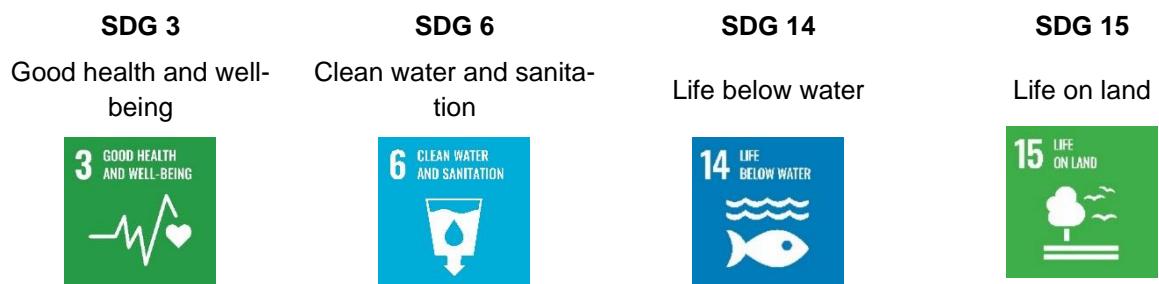 SDG 3
SDG 6
SDG 14
SDG 15
Good health and well-
being
Clean water and sanita-
tion
Life below water
Life on land
3 GOOD HEALTH
AND WELL-BEING
6 CLEAN WATER
AND SANITATION
14 LIFE
BELOW WATER
15 LIFE
ON LAND